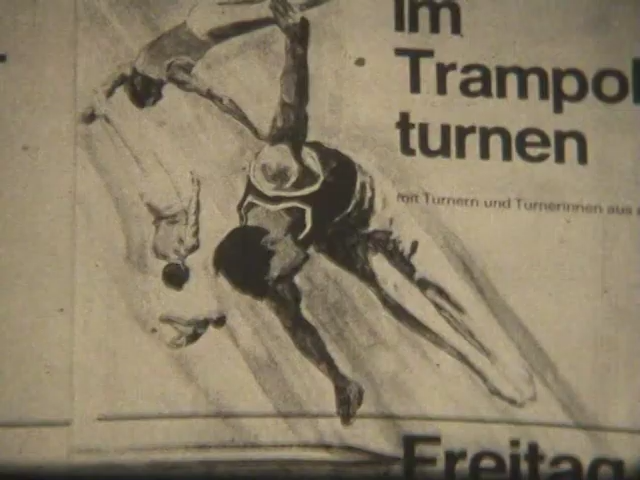 im
Trampol
turnen
mit Turnern und Turnerinnen aus
Freitag